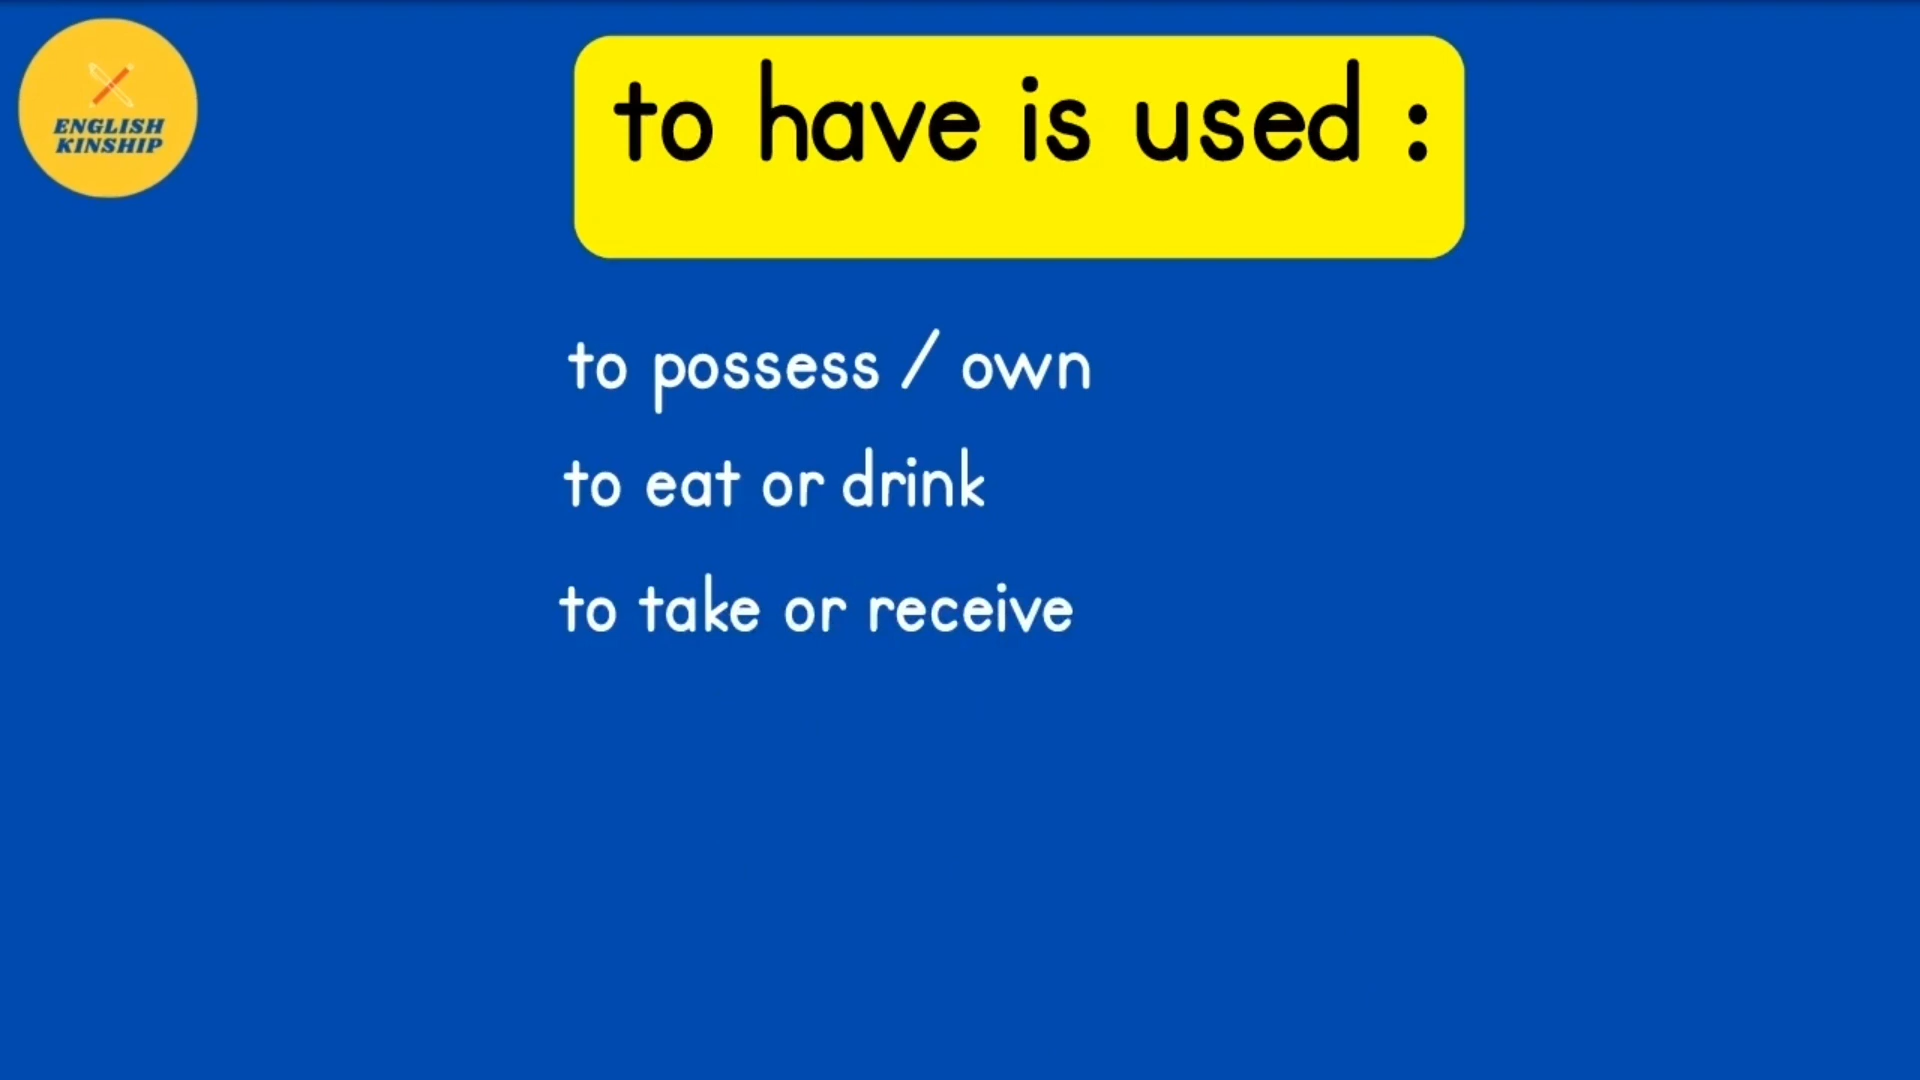 ENGLISH
KINSHIP
to have is used :
to possess / own
to eat or drink
to take or receive